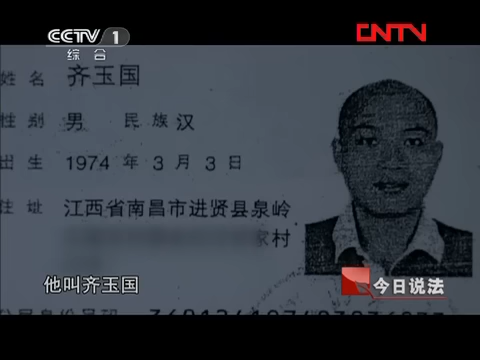 CCTV 1
综合
CNTV
姓名 齐玉国
性别 男 民族 汉
出生 1974 年 3 月 3 日
住址 江西省南昌市进贤县泉岭
家村
他叫齐玉国
今日说法